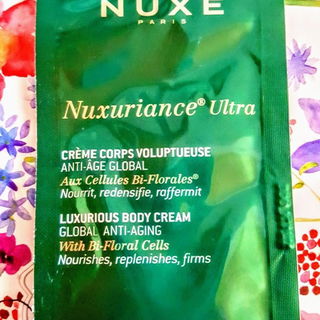 NUXE
PARIS
Nuxuriance® Ultra
CRÈME CORPS VOLUPTUEUSE
ANTI-ÂGE GLOBAL
Aux Cellules Bi-Florales®
Nourrit, redensifie, raffermit
LUXURIOUS BODY CREAM
GLOBAL ANTI-AGING
With Bi-Floral Cells
Nourishes, replenishes, firms